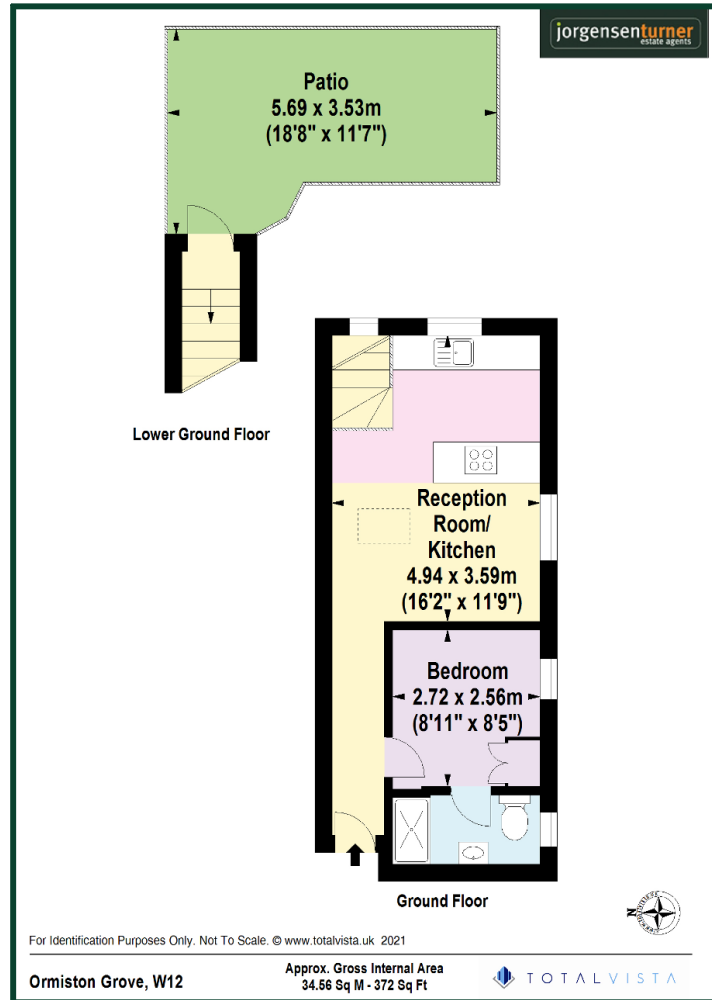 jorgensenturner
estate agents
Patio
5.69 x 3.53m
(18'8" x 11'7")
Lower Ground Floor
Reception
Room/
Kitchen
4.94 x 3.59m
(16'2" x 11'9")
Bedroom
2.72 x 2.56m
(8'11" x 8'5")
Ground Floor
N
For Identification Purposes Only. Not To Scale. © www.totalvista.uk 2021
Ormiston Grove, W12
Approx. Gross Internal Area
34.56 Sq M - 372 Sq Ft
TOTALVISTA